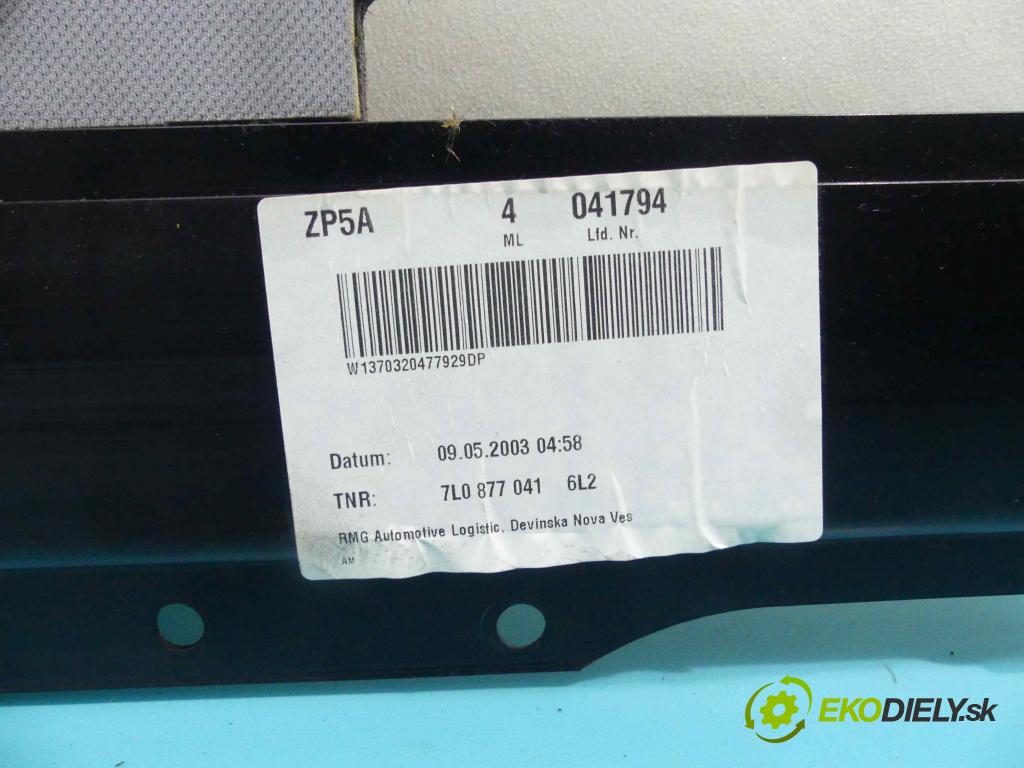 ZP5A 4 041794
ML Lfd. Nr.
W1370320477929DP
Datum: 09.05.2003 04:58
TNR: 7L0 877 041 6L2
RMG Automotive Logistic, Devinska Nova Ves
AM
EKODIELY.sk